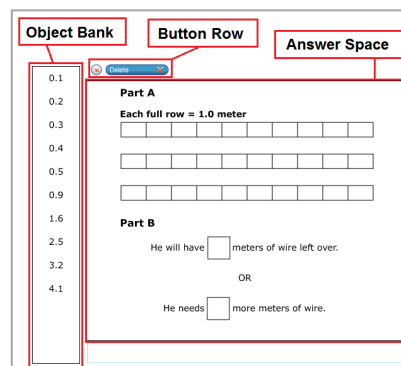 Object Bank
Button Row
Answer Space
Delete
0.1
0.2
0.3
0.4
0.5
0.9
1.6
2.5
3.2
4.1
Part A
Each full row = 1.0 meter
Part B
He will have meters of wire left over.
OR
He needs more meters of wire.